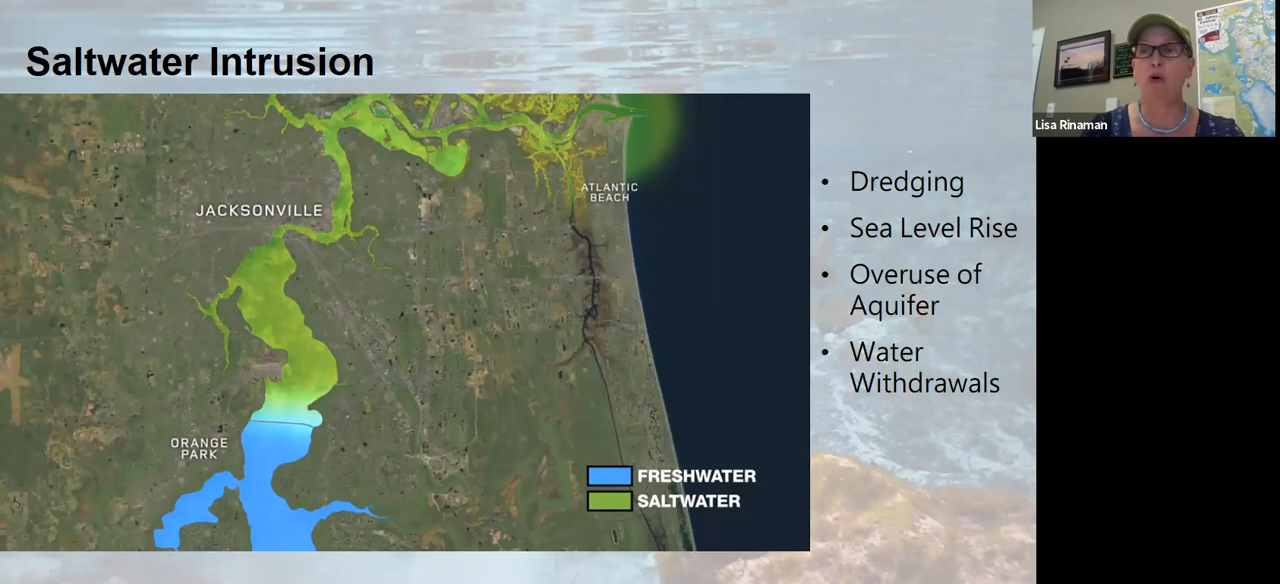 Saltwater Intrusion
Lisa Rinaman
JACKSONVILLE
ATLANTIC
BEACH
ORANGE
PARK
FRESHWATER
SALTWATER
• Dredging
• Sea Level Rise
• Overuse of
Aquifer
• Water
Withdrawals